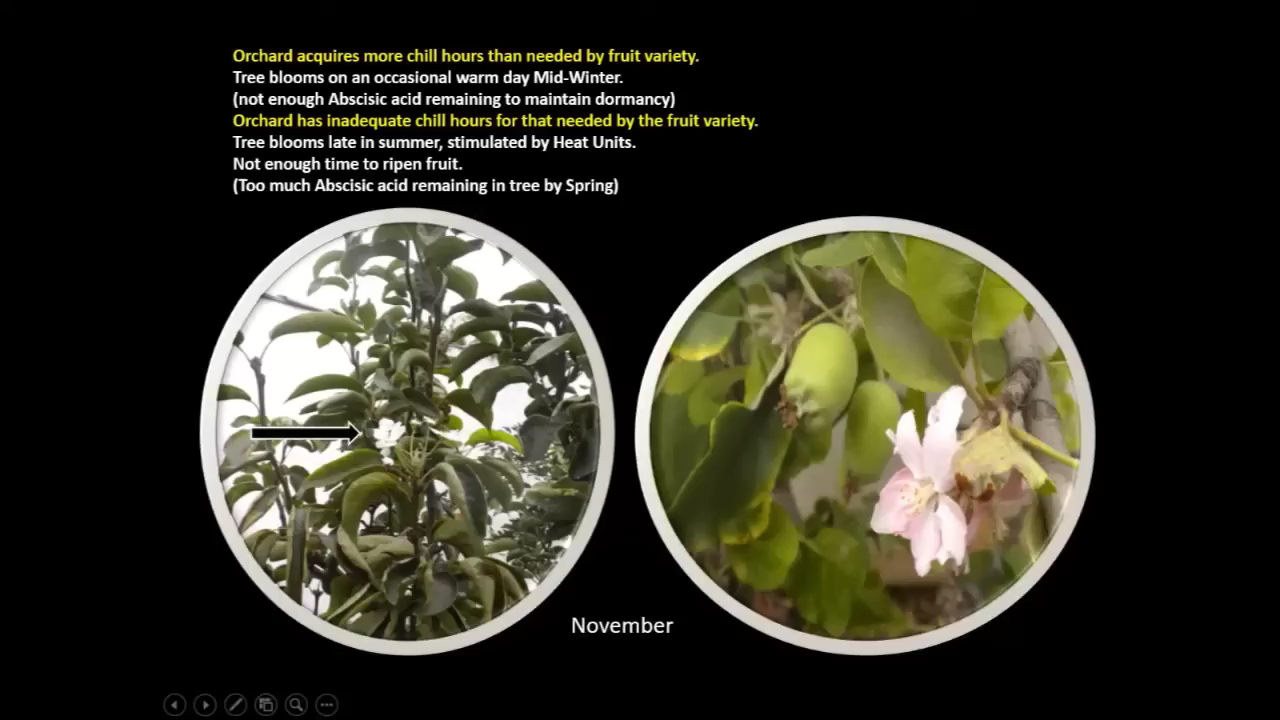 Orchard acquires more chill hours than needed by fruit variety.
Tree blooms on an occasional warm day Mid-Winter.
(not enough Abscisic acid remaining to maintain dormancy)
Orchard has inadequate chill hours for that needed by the fruit variety.
Tree blooms late in summer, stimulated by Heat Units.
Not enough time to ripen fruit.
(Too much Abscisic acid remaining in tree by Spring)
November